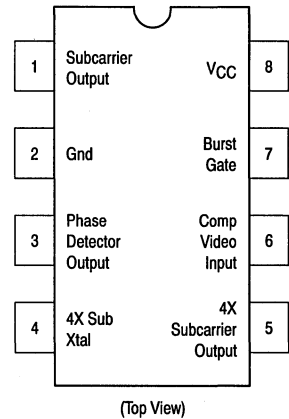 1 Subcarrier Output
VCC 8
2 Gnd
Burst Gate 7
3 Phase Detector Output
Comp Video Input 6
4 4X Sub Xtal
4X Subcarrier Output 5
(Top View)